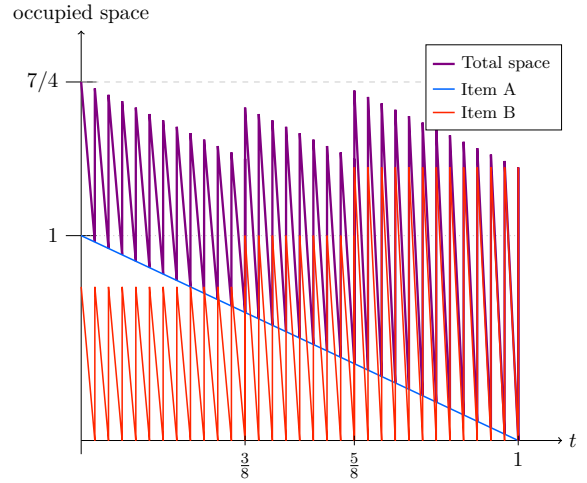 occupied space
7/4
Total space
Item A
Item B
1
3/8
5/8
1
t